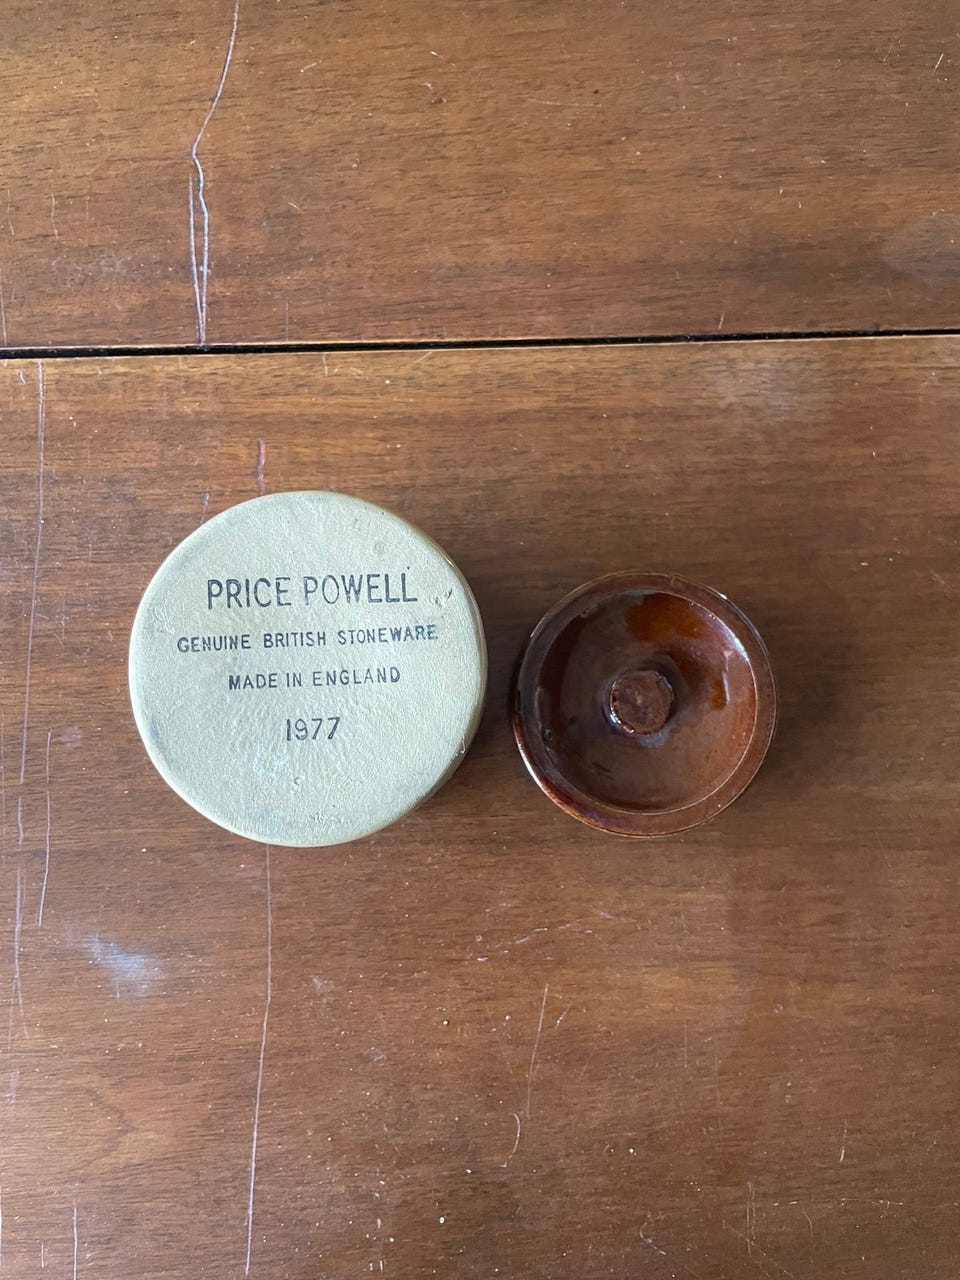 PRICE POWELL
GENUINE BRITISH STONEWARE
MADE IN ENGLAND
1977